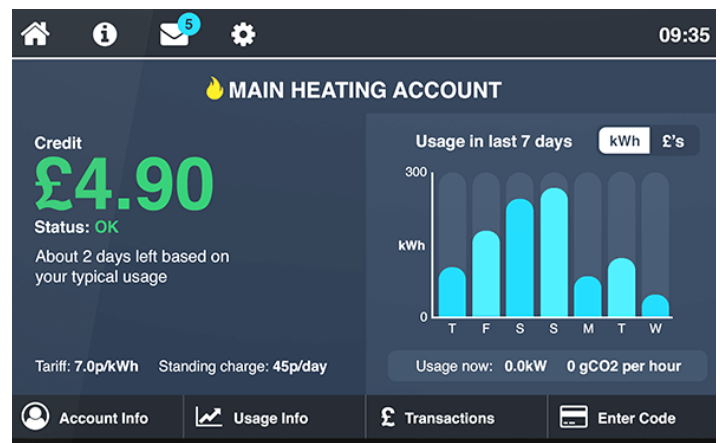 5
09:35
MAIN HEATING ACCOUNT
Credit
£4.90
Status: OK
About 2 days left based on
your typical usage
Tariff: 7.0p/kWh Standing charge: 45p/day
Usage in last 7 days
kWh £'s
300
kWh
0
T F S S M T W
Usage now: 0.0kW 0 gCO2 per hour
Account Info
Usage Info
£ Transactions
Enter Code